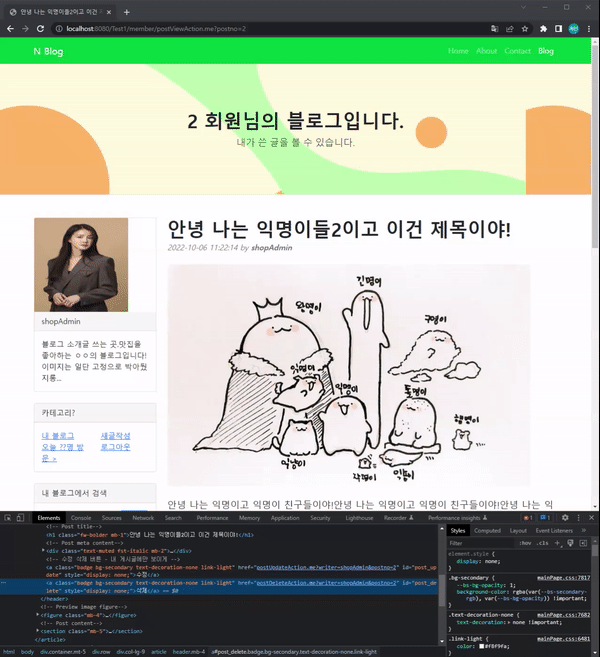 안녕 나는 익명이들2이고 이건 제
localhost:8080/Test1/member/postViewAction.me?postno=2
N Blog
Home About Contact Blog
2 회원님의 블로그입니다.
내가 쓴 글을 볼 수 있습니다.
안녕 나는 익명이들2이고 이건 제목이야!
2022-10-06 11:22:14 by shopAdmin
shopAdmin
블로그 소개글 쓰는 곳.맛집을
좋아하는 ㅇㅇ의 블로그입니다!
이미지는 일단 고정으로 박아뒀
지롱...
카테고리?
내 블로그 새글작성
오늘 ??명 방 로그아웃
문 >
내 블로그에서 검색
왕명이
긴명이
구명이
익명이
익명이
톨명이
햄명이
익냥이
작명이
안녕 나는 익명이고 익명이 친구들이야!안녕 나는 익명이고 익명이 친구들이야!안녕 나는 익
Elements Console Sources Network Search Performance Memory Application Security Lighthouse Recorder Performance insights
<!-- Post title-->
<h1 class="fw-bolder mb-1">안녕 나는 익명이들2이고 이건 제목이야!</h1>
<!-- Post meta content-->
<div class="text-muted fst-italic mb-2">…</div>
<!-- 수정 삭제 버튼 - 내 게시글에만 보이게 -->
<a class="badge bg-secondary text-decoration-none link-light" href="postUpdateAction.me?writer=shopAdmin&postno=2" id="post_up
date" style="display: none;">수정</a>
<a class="badge bg-secondary text-decoration-none link-light" href="postDeleteAction.me?writer=shopAdmin&postno=2" id="post_de
lete" style="display: none;">삭제</a> == $0
</header>
<!-- Preview image figure-->
<figure class="mb-4">…</figure>
<!-- Post content-->
<section class="mb-5">…</section>
</article>
html body div.container.mt-5 div.row div.col-lg-9 article header.mb-4 a#post_delete.badge.bg-secondary.text-decoration-none.link-light
Styles Computed Layout Event Listeners
Filter :hov .cls
element.style {
display: none;
}
.bg-secondary mainPage.css:7817
{
--bs-bg-opacity: 1;
background-color: rgba(var(--bs-secondary-
rgb), var(--bs-bg-opacity)) !important;
}
.text-decoration-none mainPage.css:7682
{
text-decoration: none !important;
}
.link-light mainPage.css:6481
{
color: #f8f9fa;